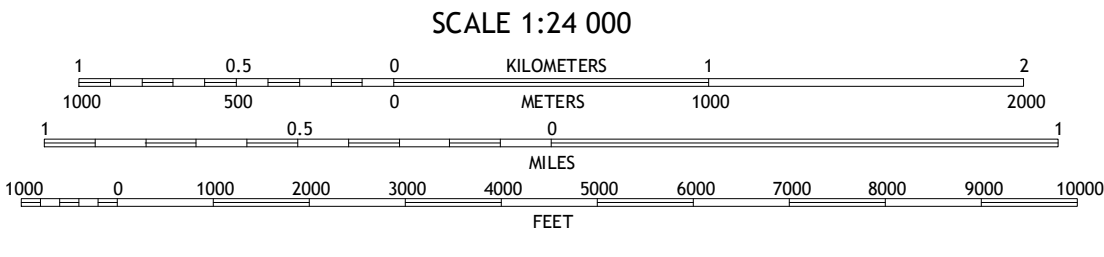 SCALE 1:24 000
1 0.5 0 KILOMETERS 1 2
1000 500 0 METERS 1000 2000
1 0.5 0 1
MILES
1000 0 1000 2000 3000 4000 5000 6000 7000 8000 9000 10000
FEET